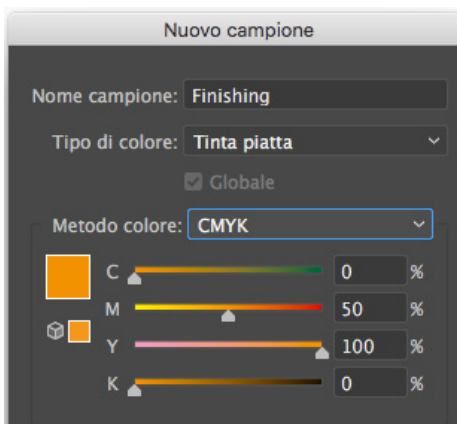 Nuovo campione
Nome campione: Finishing
Tipo di colore: Tinta piatta
Globale
Metodo colore: CMYK
C 0 %
M 50 %
Y 100 %
K 0 %